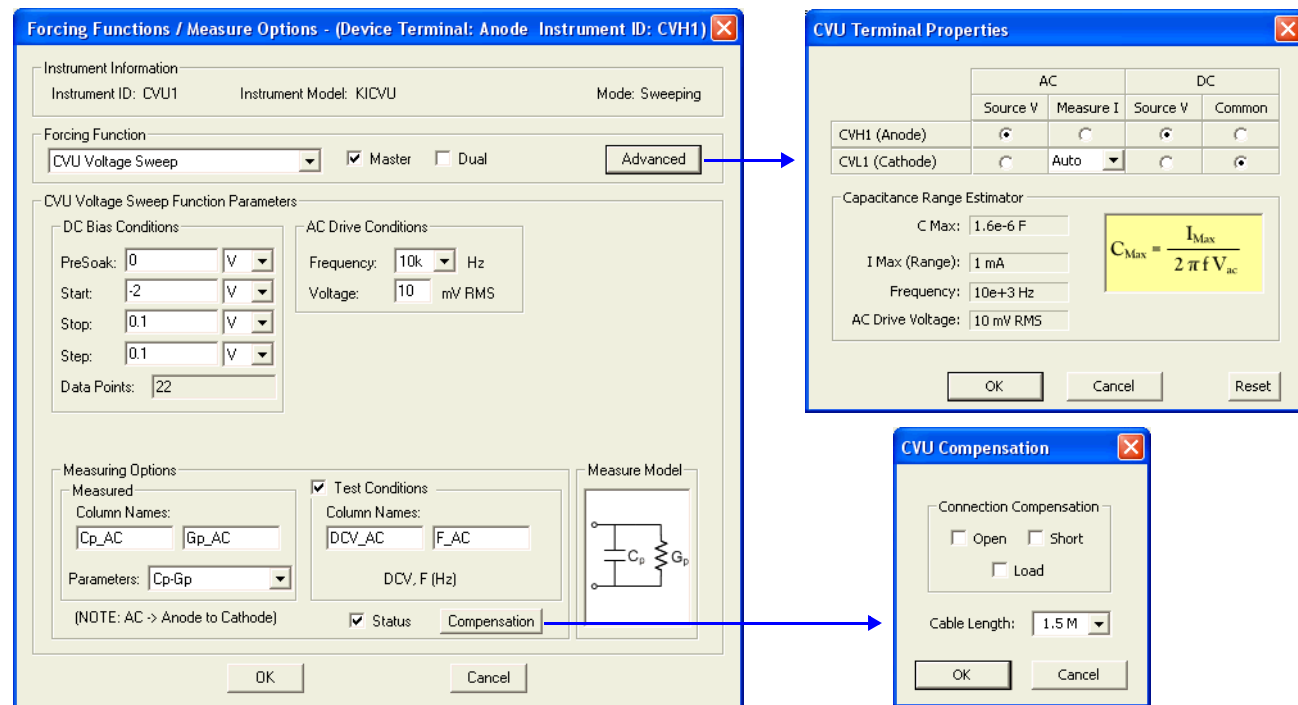 Forcing Functions / Measure Options - (Device Terminal: Anode Instrument ID: CVH1)
Instrument Information
Instrument ID: CVU1 Instrument Model: KICVU Mode: Sweeping
Forcing Function
CVU Voltage Sweep Master Dual Advanced
CVU Voltage Sweep Function Parameters
DC Bias Conditions
PreSoak: 0 V
Start: -2 V
Stop: 0.1 V
Step: 0.1 V
Data Points: 22
AC Drive Conditions
Frequency: 10k Hz
Voltage: 10 mV RMS
Measuring Options
Measured
Column Names:
Cp_AC Gp_AC
Parameters: Cp-Gp
(NOTE: AC -> Anode to Cathode)
Test Conditions
Column Names:
DCV_AC F_AC
DCV, F (Hz)
Status Compensation
Measure Model
Cp Gp
OK Cancel
CVU Terminal Properties
AC DC
Source V Measure I Source V Common
CVH1 (Anode)
CVL1 (Cathode) Auto
Capacitance Range Estimator
C Max: 1.6e-6 F
I Max (Range): 1 mA
Frequency: 10e+3 Hz
AC Drive Voltage: 10 mV RMS
CMax = IMax
2 π f Vac
OK Cancel Reset
CVU Compensation
Connection Compensation
Open Short
Load
Cable Length: 1.5 M
OK Cancel